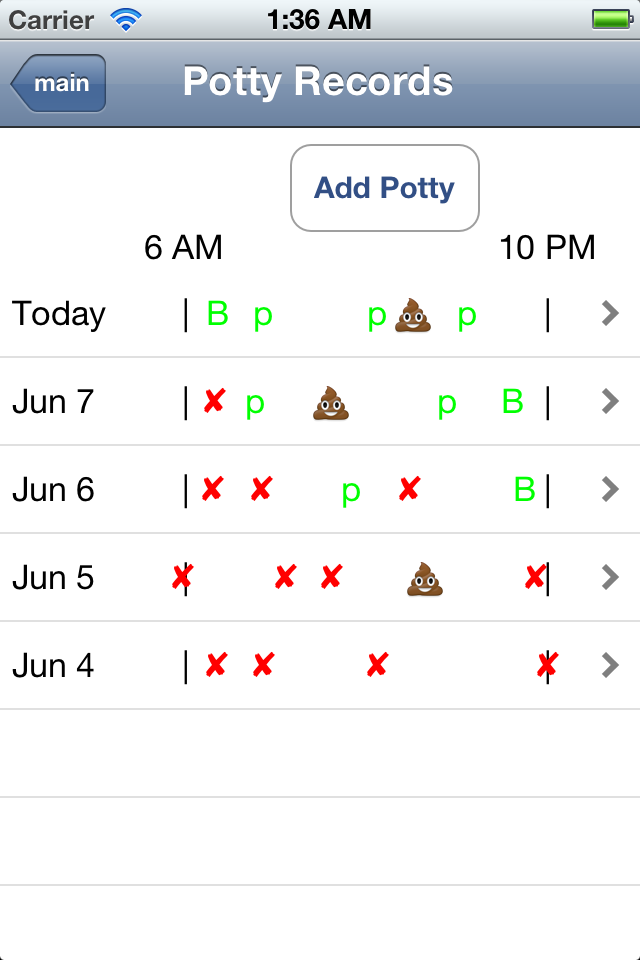 Carrier 1:36 AM
main Potty Records
Add Potty
6 AM 10 PM
Today | B p p 💩 p |
Jun 7 | ✘ p 💩 p B |
Jun 6 | ✘ ✘ p ✘ B |
Jun 5 ✘| ✘ ✘ 💩 ✘ |
Jun 4 | ✘ ✘ ✘ ✘|